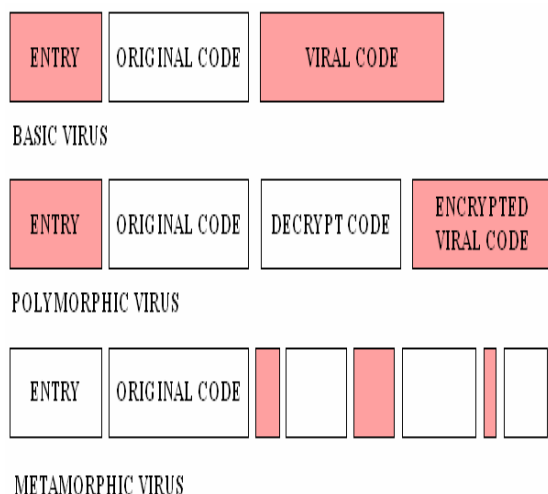 ENTRY ORIGINAL CODE VIRAL CODE
BASIC VIRUS
ENTRY ORIGINAL CODE DECRYPT CODE ENCRYPTED VIRAL CODE
POLYMORPHIC VIRUS
ENTRY ORIGINAL CODE
METAMORPHIC VIRUS